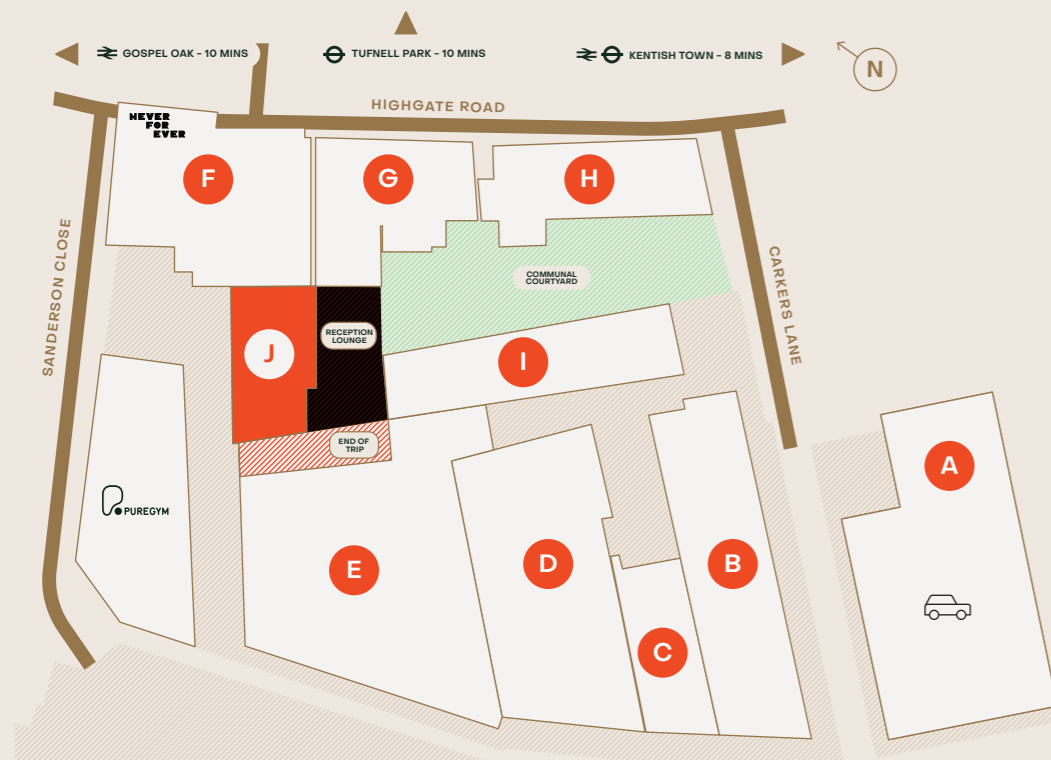 GOSPEL OAK - 10 MINS
TUFNELL PARK - 10 MINS
KENTISH TOWN - 8 MINS
N
HIGHGATE ROAD
NEVER
FOR
EVER
F
G
H
SANDERSON CLOSE
COMMUNAL
COURTYARD
CARKERS LANE
RECEPTION
LOUNGE
J
I
END OF
TRIP
A
PUREGYM
E
D
B
C